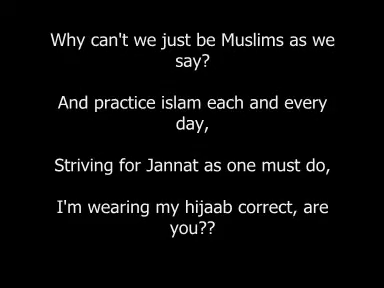 Why can't we just be Muslims as we
say?
And practice islam each and every
day,
Striving for Jannat as one must do,
I'm wearing my hijaab correct, are
you??